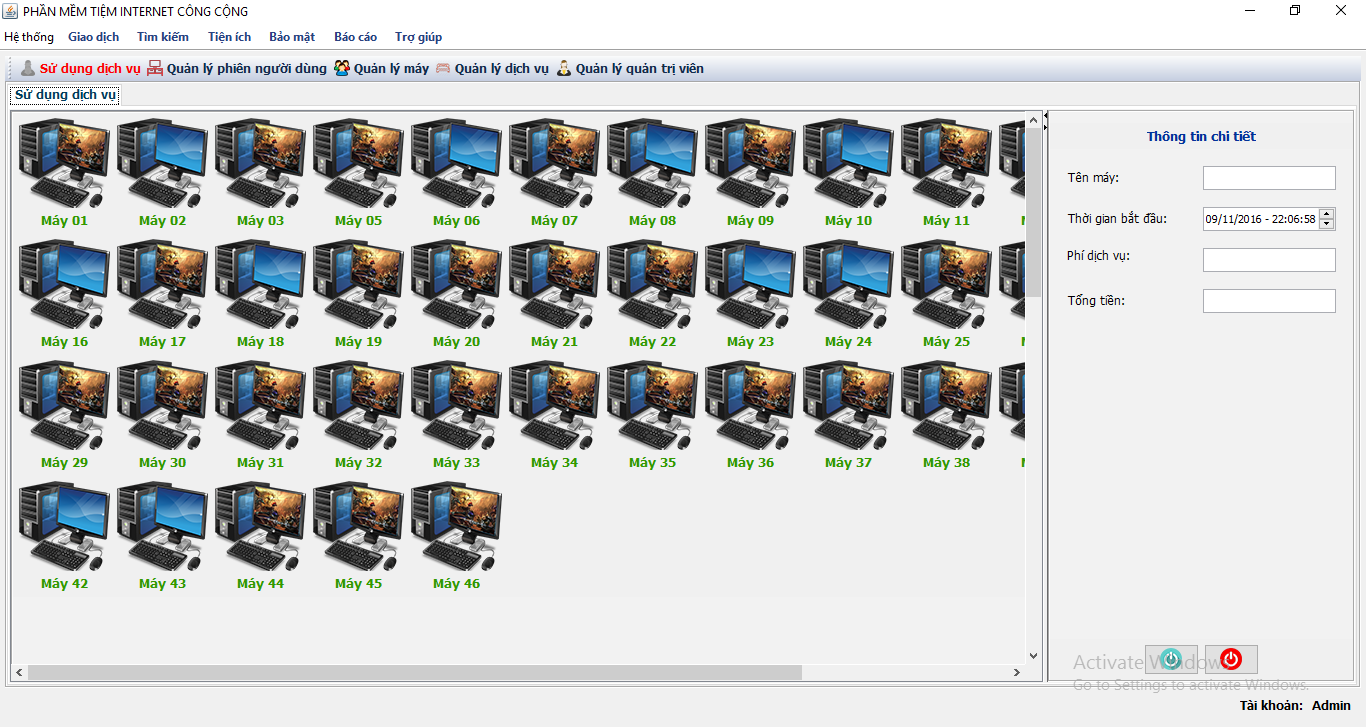 PHẦN MỀM TIỆM INTERNET CÔNG CỘNG
Hệ thống Giao dịch Tìm kiếm Tiện ích Bảo mật Báo cáo Trợ giúp
Sử dụng dịch vụ Quản lý phiên người dùng Quản lý máy Quản lý dịch vụ Quản lý quản trị viên
Sử dụng dịch vụ
Máy 01 Máy 02 Máy 03 Máy 05 Máy 06 Máy 07 Máy 08 Máy 09 Máy 10 Máy 11
Máy 16 Máy 17 Máy 18 Máy 19 Máy 20 Máy 21 Máy 22 Máy 23 Máy 24 Máy 25
Máy 29 Máy 30 Máy 31 Máy 32 Máy 33 Máy 34 Máy 35 Máy 36 Máy 37 Máy 38
Máy 42 Máy 43 Máy 44 Máy 45 Máy 46
Thông tin chi tiết
Tên máy:
Thời gian bắt đầu: 09/11/2016 - 22:06:58
Phí dịch vụ:
Tổng tiền:
Activate Windows
Go to Settings to activate Windows.
Tài khoản: Admin